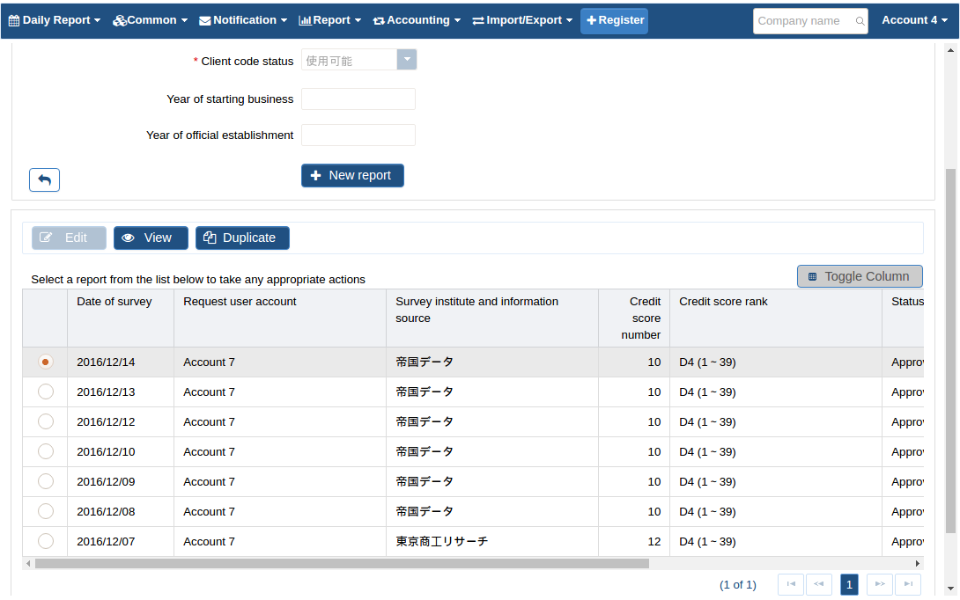 Daily Report Common Notification Report Accounting Import/Export Register Company name Account 4
* Client code status 使用可能
Year of starting business
Year of official establishment
New report
Edit View Duplicate
Select a report from the list below to take any appropriate actions Toggle Column
Date of survey Request user account Survey institute and information source Credit score number Credit score rank Status
2016/12/14 Account 7 帝国データ 10 D4 (1 ~ 39) Approv
2016/12/13 Account 7 帝国データ 10 D4 (1 ~ 39) Approv
2016/12/12 Account 7 帝国データ 10 D4 (1 ~ 39) Approv
2016/12/10 Account 7 帝国データ 10 D4 (1 ~ 39) Approv
2016/12/09 Account 7 帝国データ 10 D4 (1 ~ 39) Approv
2016/12/08 Account 7 帝国データ 10 D4 (1 ~ 39) Approv
2016/12/07 Account 7 東京商工リサーチ 12 D4 (1 ~ 39) Approv
(1 of 1) 1